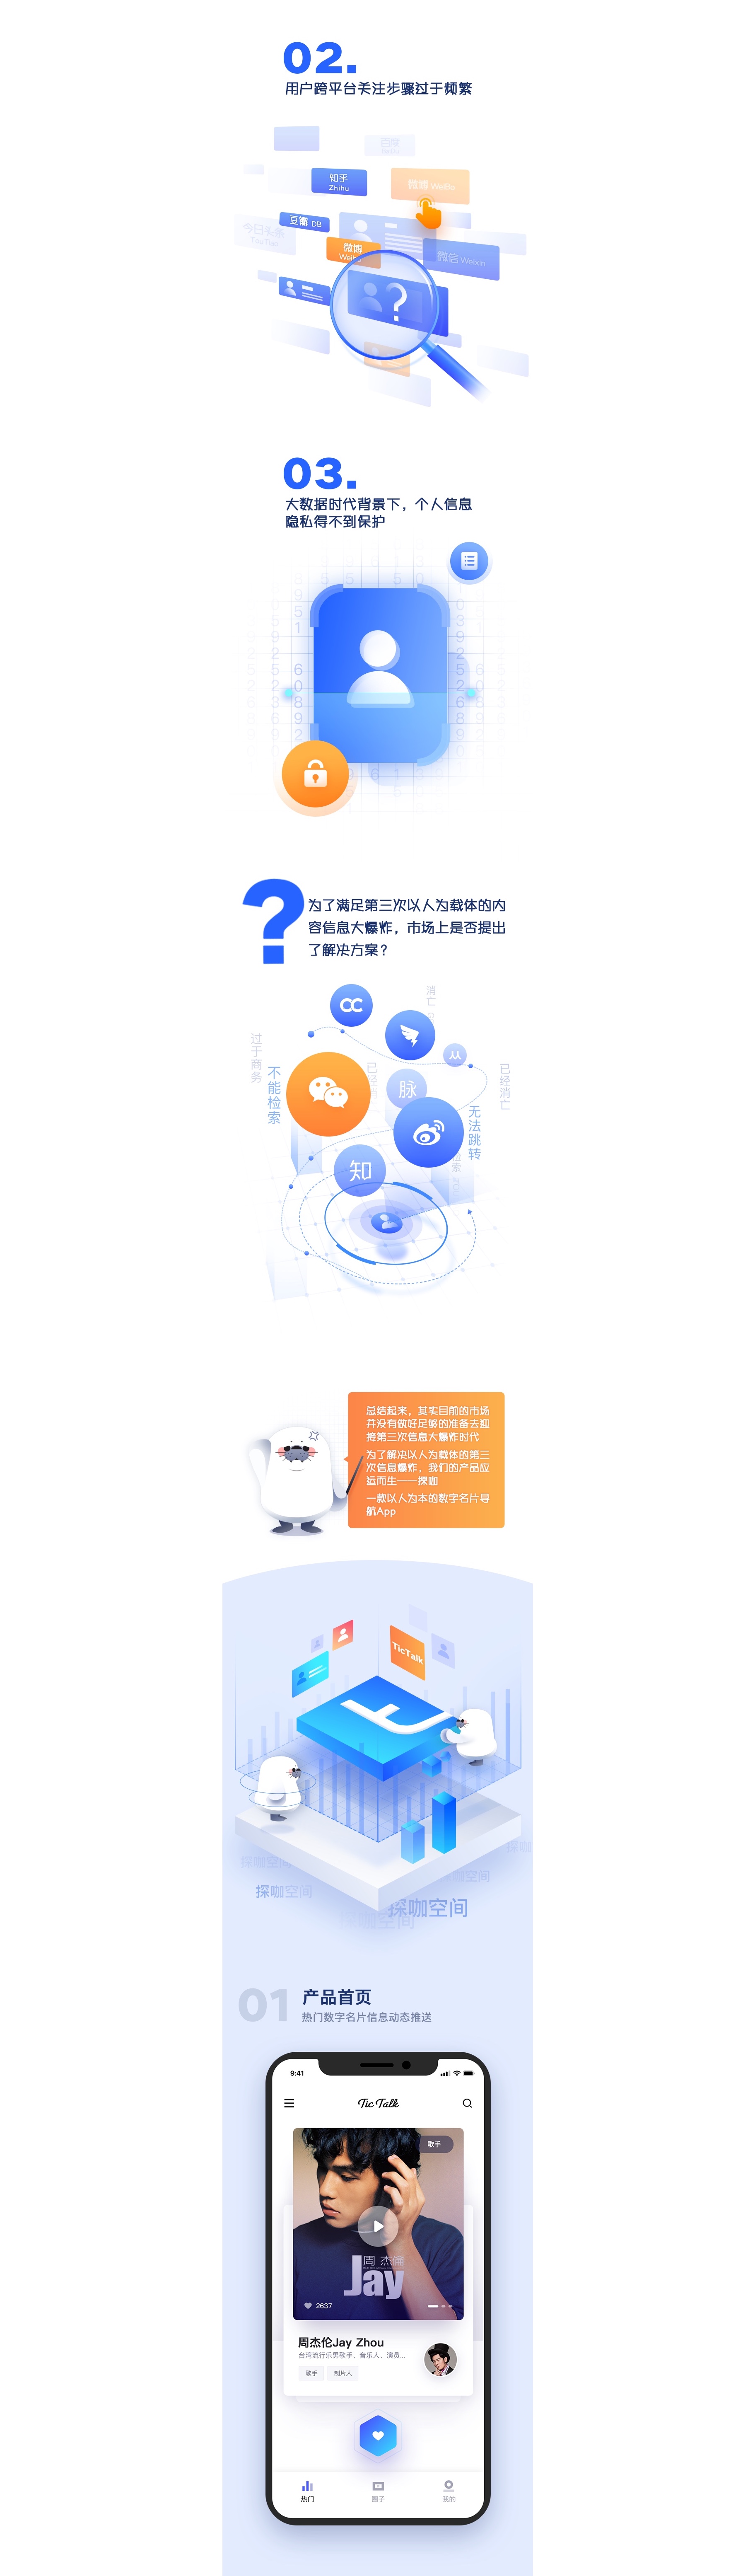 02.
用户跨平台关注步骤过于频繁
知乎
Zhihu
微博 WeiBo
豆瓣 DB
今日头条
TouTiao
微博
微信 Weixin
?
03.
大数据时代背景下，个人信息
隐私得不到保护
?
为了满足第三次以人为载体的内
容信息大爆炸，市场上是否提出
了解决方案？
消亡
过于商务
不能检索
已经消亡
无法跳转
脉
知
总结起来，其实目前的市场
并没有做好足够的准备去迎
接第三次信息大爆炸时代
为了解决以人为载体的第三
次信息爆炸，我们的产品应
运而生——探咖
一款以人为本的数字名片导
航App
TicTalk
探咖空间
探咖空间
探咖空间
探咖空间
01
产品首页
热门数字名片信息动态推送
9:41
Tic Talk
歌手
周杰倫
Jay
2637
周杰伦Jay Zhou
台湾流行乐男歌手、音乐人、演员...
歌手 制片人
热门 圈子 我的